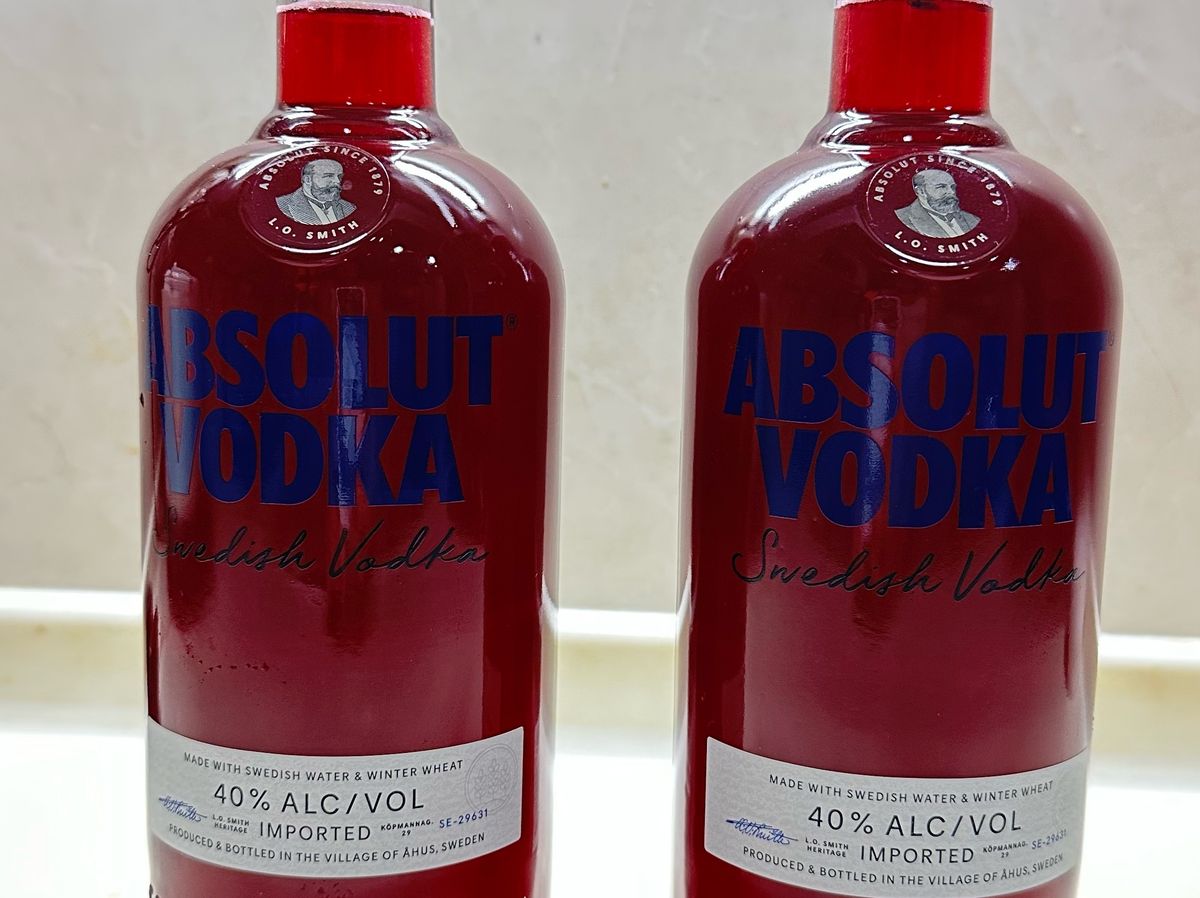 ABSOLUT SINCE 1879
L.O. SMITH
ABSOLUT®
VODKA
Swedish Vodka
MADE WITH SWEDISH WATER & WINTER WHEAT
40% ALC/VOL
L.O. SMITH
HERITAGE
IMPORTED
KÖPMANNAG.
29
SE-29631
PRODUCED & BOTTLED IN THE VILLAGE OF ÅHUS, SWEDEN
ABSOLUT SINCE 1879
L.O. SMITH
ABSOLUT
VODKA
Swedish Vodka
MADE WITH SWEDISH WATER & WINTER WHEAT
40% ALC/VOL
L.O. SMITH
HERITAGE
IMPORTED
KÖPMANNAG.
29
SE-29631
PRODUCED & BOTTLED IN THE VILLAGE OF ÅHUS, SWEDEN